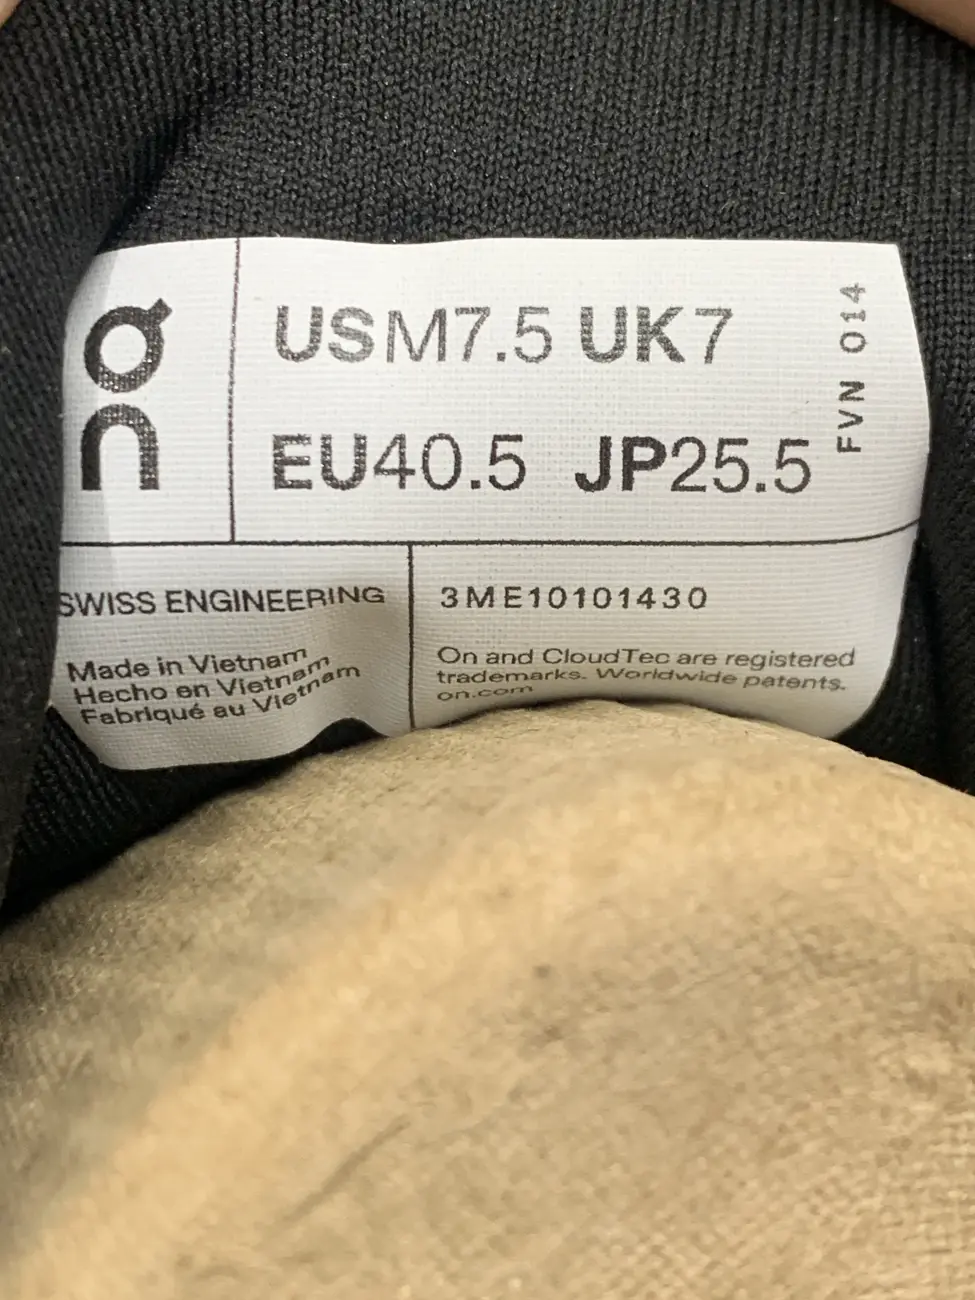 on
USM7.5 UK7
EU40.5 JP25.5
FVN 014
SWISS ENGINEERING
Made in Vietnam
Hecho en Vietnam
Fabriqué au Vietnam
3ME10101430
On and CloudTec are registered
trademarks. Worldwide patents.
on.com